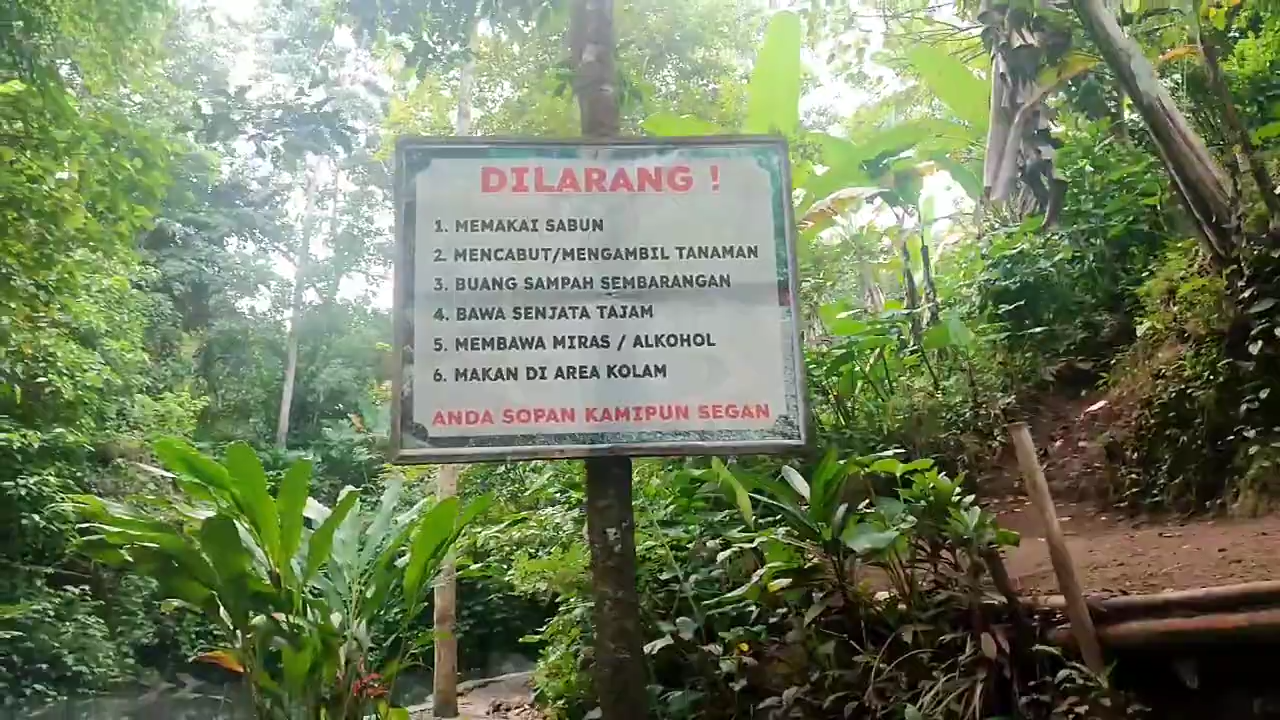 DILARANG !
1. MEMAKAI SABUN
2. MENCABUT/MENGAMBIL TANAMAN
3. BUANG SAMPAH SEMBARANGAN
4. BAWA SENJATA TAJAM
5. MEMBAWA MIRAS / ALKOHOL
6. MAKAN DI AREA KOLAM
ANDA SOPAN KAMIPUN SEGAN